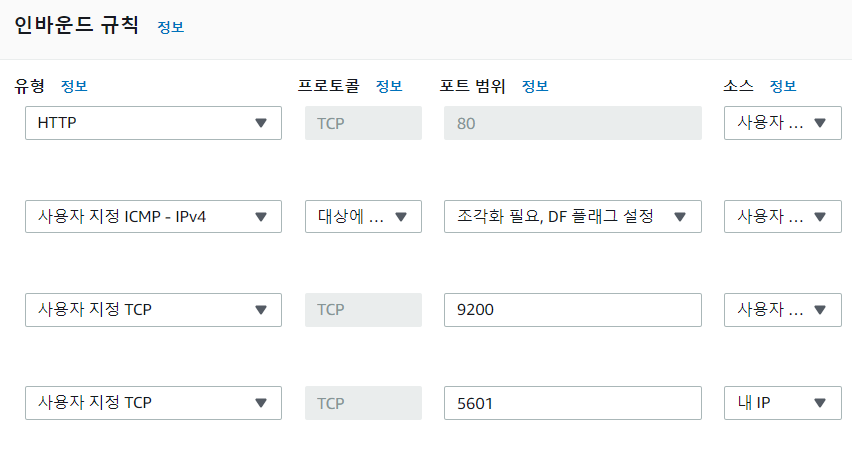 인바운드 규칙 정보
유형 정보 프로토콜 정보 포트 범위 정보 소스 정보
HTTP TCP 80 사용자 ...
사용자 지정 ICMP - IPv4 대상에 ... 조각화 필요, DF 플래그 설정 사용자 ...
사용자 지정 TCP TCP 9200 사용자 ...
사용자 지정 TCP TCP 5601 내 IP